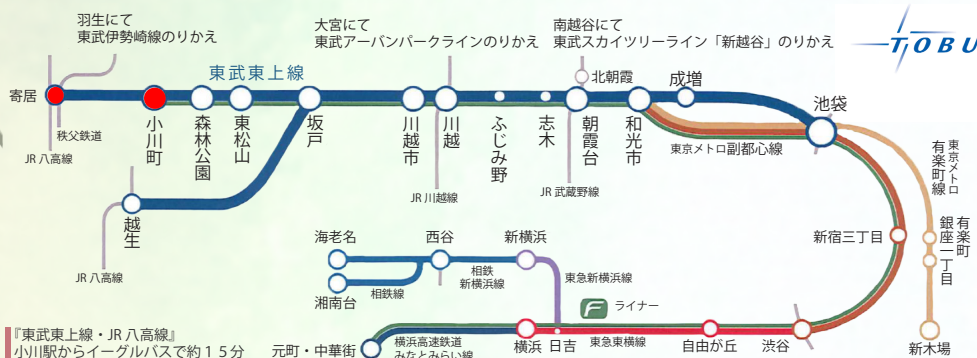 羽生にて
東武伊勢崎線のりかえ
大宮にて
東武アーバンパークラインのりかえ
南越谷にて
東武スカイツリーライン「新越谷」のりかえ
TOBU
東武東上線
北朝霞
成増
池袋
寄居
秩父鉄道
JR 八高線
小川町
森林公園
東松山
坂戸
川越市
川越
ふじみ野
志木
朝霞台
和光市
東京メトロ副都心線
東京メトロ
有楽町線
JR 川越線
JR 武蔵野線
越生
JR 八高線
新宿三丁目
有楽町
銀座一丁目
海老名
西谷
新横浜
相鉄
新横浜線
東急新横浜線
湘南台
相鉄線
F ライナー
『東武東上線・JR 八高線』
小川駅からイーグルバスで約１５分
元町・中華街
横浜高速鉄道
みなとみらい線
横浜
日吉
東急東横線
自由が丘
渋谷
新木場